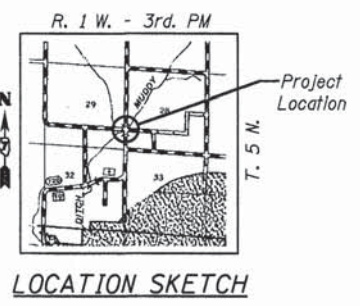 R. 1 W. - 3rd. PM
Project
Location
N
29
MUDDY
28
T. 5 N.
32
33
DITCH
LOCATION SKETCH